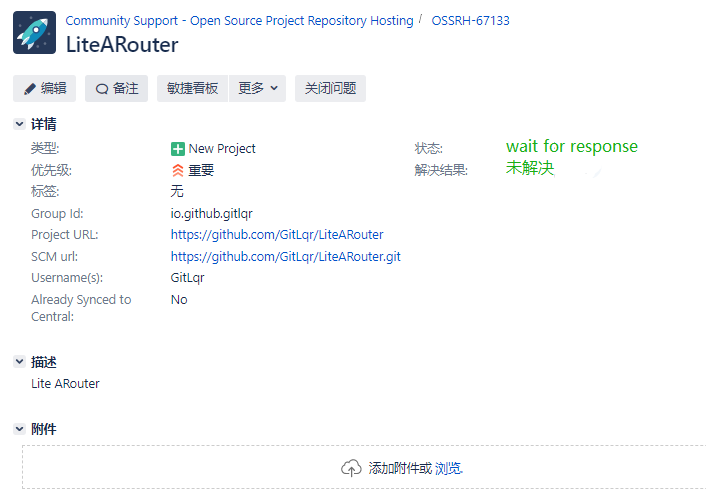 Community Support - Open Source Project Repository Hosting / OSSRH-67133
LiteARouter
编辑 备注 敏捷看板 更多 关闭问题
详情
类型: New Project 状态: wait for response
优先级: 重要 解决结果: 未解决
标签: 无
Group Id: io.github.gitlqr
Project URL: https://github.com/GitLqr/LiteARouter
SCM url: https://github.com/GitLqr/LiteARouter.git
Username(s): GitLqr
Already Synced to No
Central:
描述
Lite ARouter
附件
添加附件或 浏览.